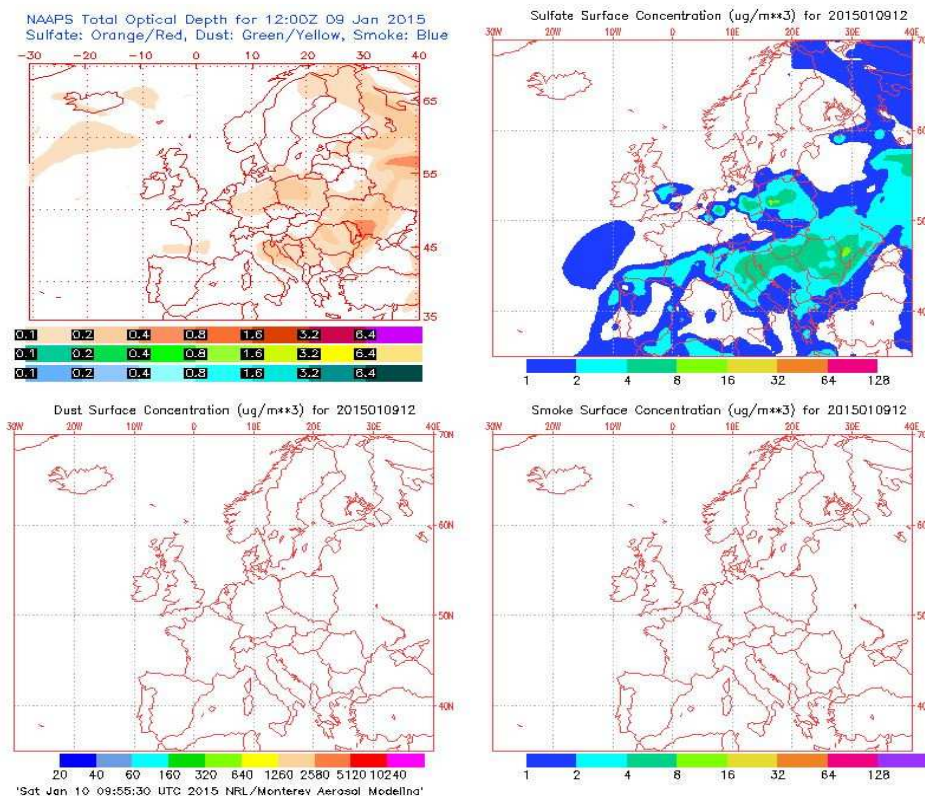 NAAPS Total Optical Depth for 12:00Z 09 Jan 2015
Sulfate: Orange/Red, Dust: Green/Yellow, Smoke: Blue
-30 -20 -10 0 10 20 30 40
65
55
45
35
0.1 0.2 0.4 0.8 1.6 3.2 6.4
0.1 0.2 0.4 0.8 1.6 3.2 6.4
0.1 0.2 0.4 0.8 1.6 3.2 6.4
Sulfate Surface Concentration (ug/m**3) for 2015010912
30W 20W 10W 0 10E 20E 30E 40E
70N
60N
50N
40N
1 2 4 8 16 32 64 128
Dust Surface Concentration (ug/m**3) for 2015010912
30W 20W 10W 0 10E 20E 30E 40E
70N
60N
50N
40N
20 40 60 160 320 640 1260 2580 5120 10240
'Sat Jan 10 09:55:30 UTC 2015 NRL/Monterey Aerosol Modeling'
Smoke Surface Concentration (ug/m**3) for 2015010912
30W 20W 10W 0 10E 20E 30E 40E
70N
60N
50N
40N
1 2 4 8 16 32 64 128